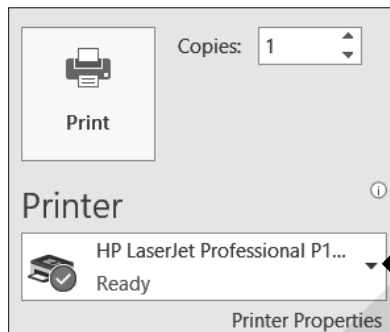 Copies: 1
Print
Printer
HP LaserJet Professional P1...
Ready
Printer Properties